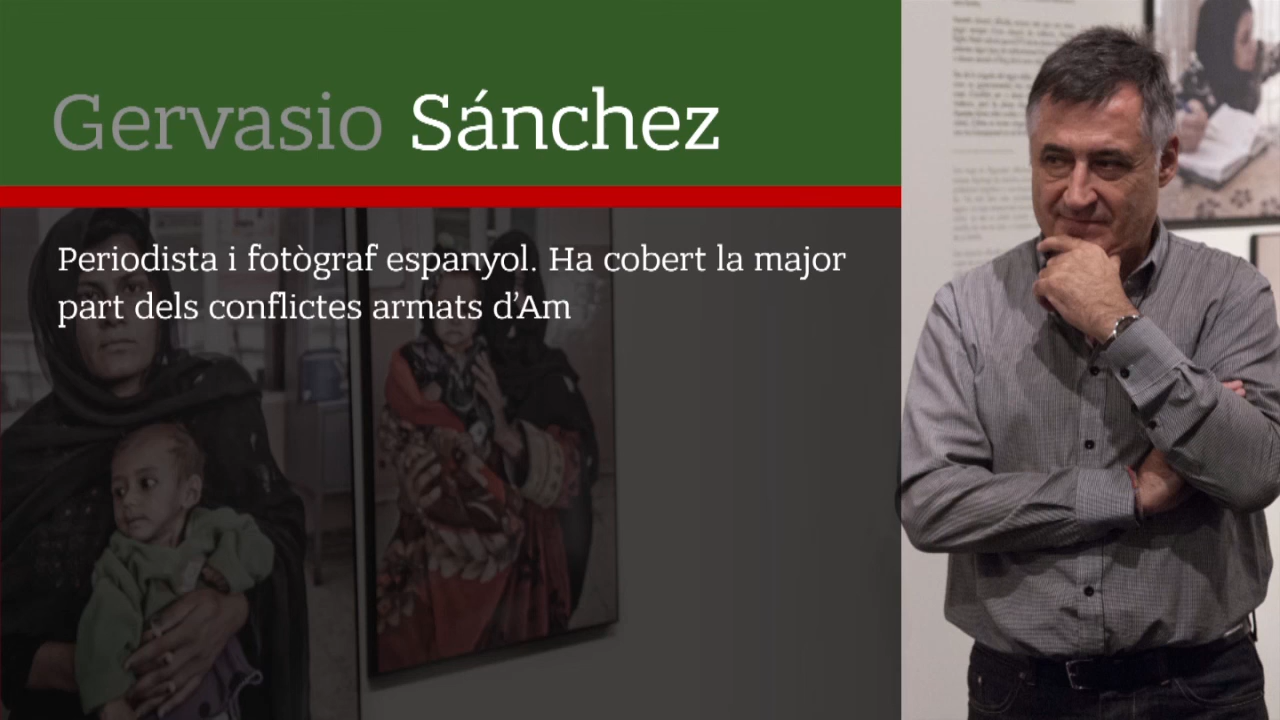 Gervasio Sánchez
Periodista i fotògraf espanyol. Ha cobert la major
part dels conflictes armats d’Am